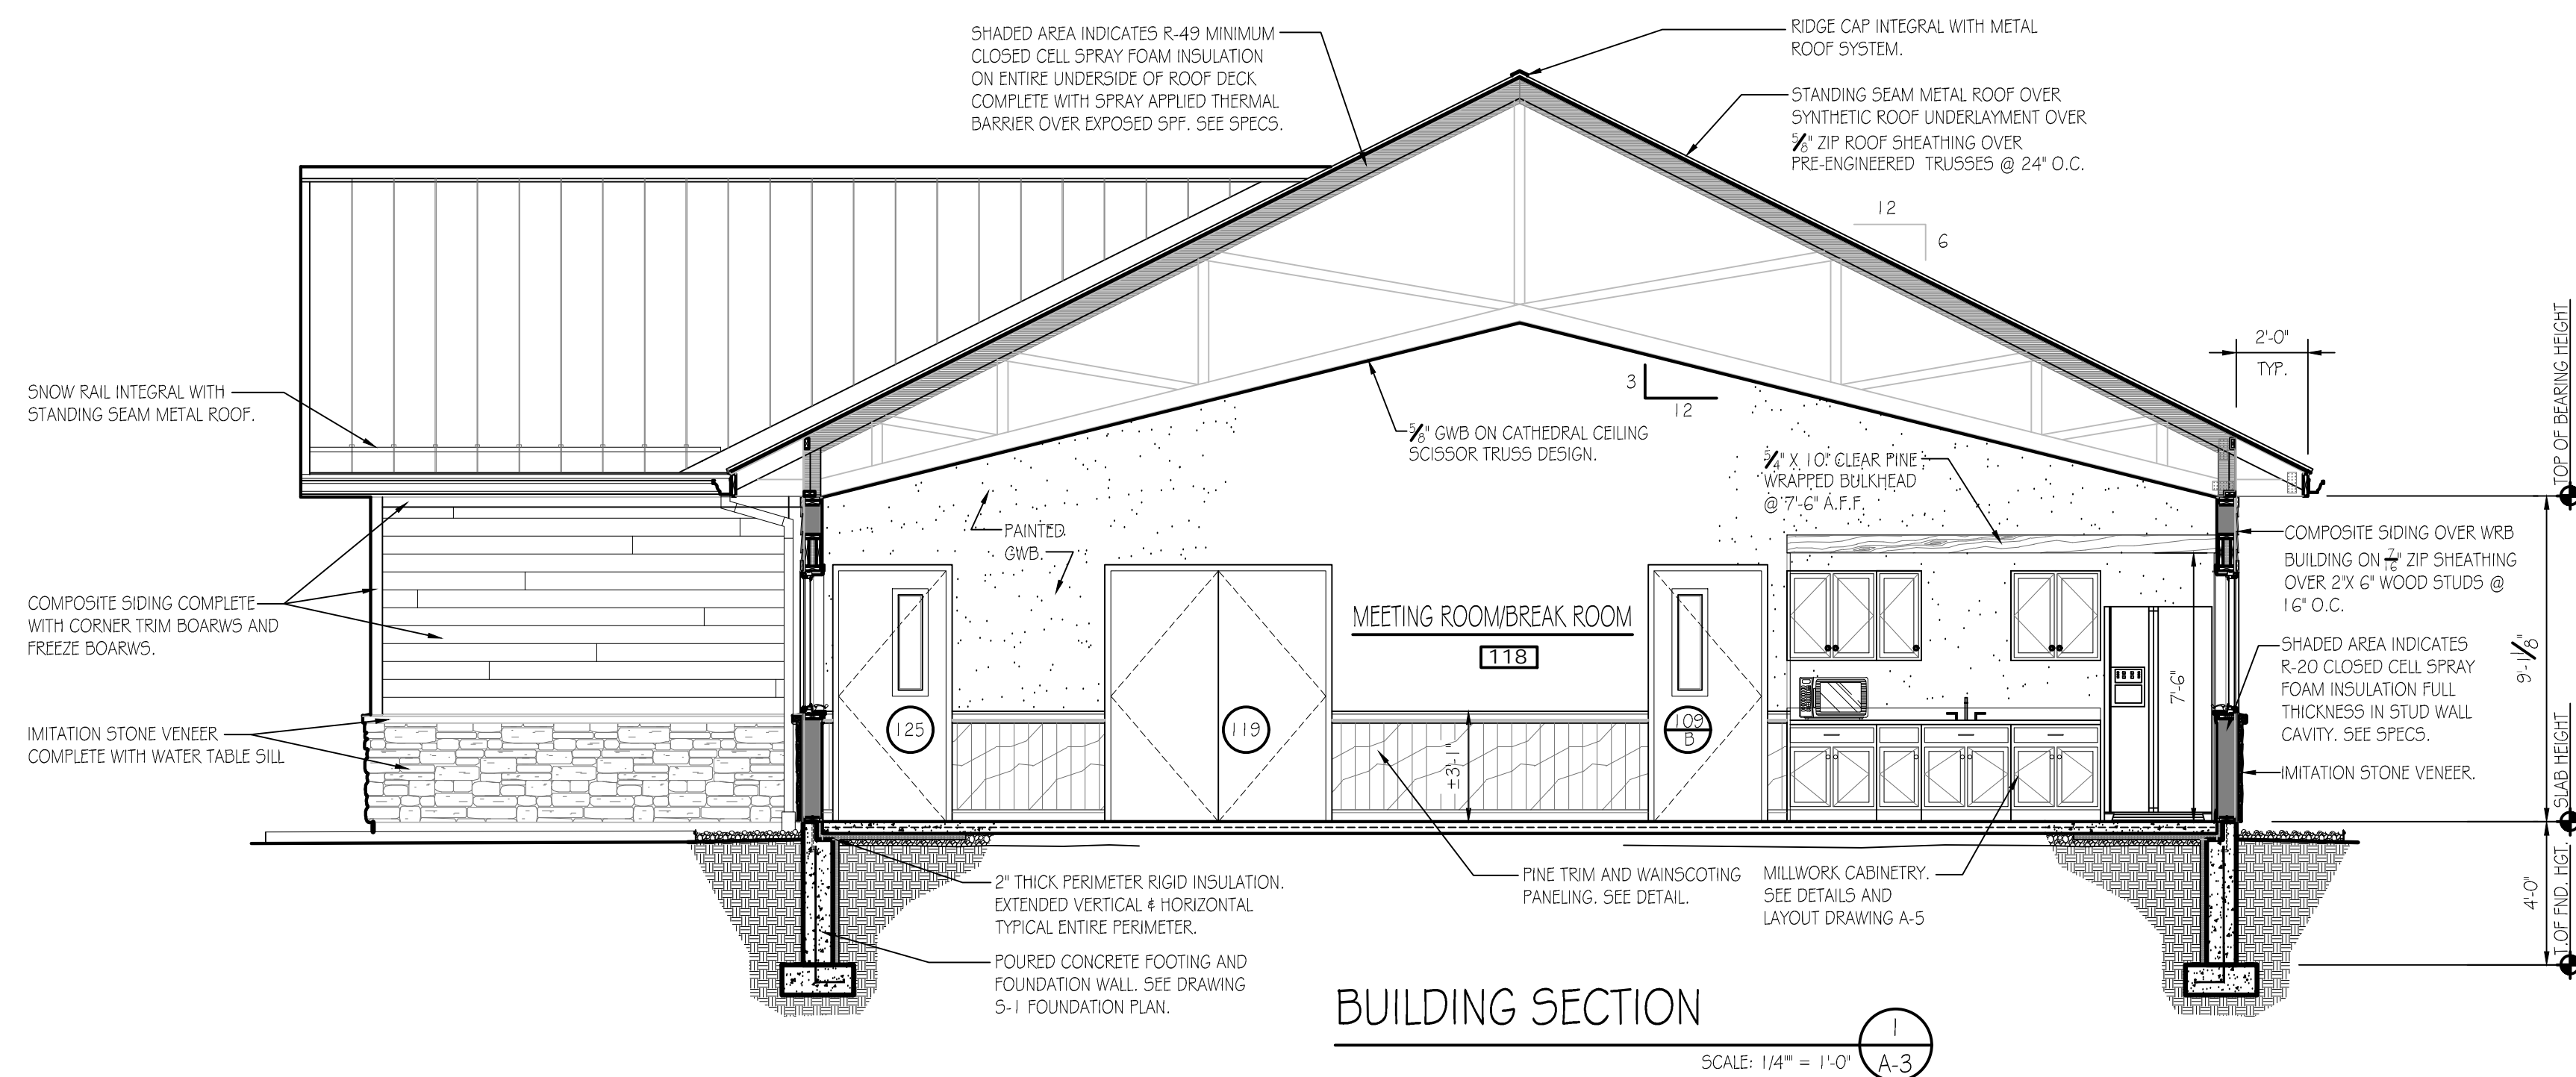 SHADED AREA INDICATES R-49 MINIMUM
CLOSED CELL SPRAY FOAM INSULATION
ON ENTIRE UNDERSIDE OF ROOF DECK
COMPLETE WITH SPRAY APPLIED THERMAL
BARRIER OVER EXPOSED SPF. SEE SPECS.
RIDGE CAP INTEGRAL WITH METAL
ROOF SYSTEM.
STANDING SEAM METAL ROOF OVER
SYNTHETIC ROOF UNDERLAYMENT OVER
5/8" ZIP ROOF SHEATHING OVER
PRE-ENGINEERED TRUSSES @ 24" O.C.
12
6
2'-0"
TYP.
TOP OF BEARING HEIGHT
SNOW RAIL INTEGRAL WITH
STANDING SEAM METAL ROOF.
3
12
5/8" GWB ON CATHEDRAL CEILING
SCISSOR TRUSS DESIGN.
5/4" X 10" CLEAR PINE
WRAPPED BULKHEAD
@ 7'-6" A.F.F.
PAINTED
GWB.
COMPOSITE SIDING OVER WRB
BUILDING ON 7/16" ZIP SHEATHING
OVER 2"X 6" WOOD STUDS @
16" O.C.
COMPOSITE SIDING COMPLETE
WITH CORNER TRIM BOARWS AND
FREEZE BOARWS.
MEETING ROOM/BREAK ROOM
118
SHADED AREA INDICATES
R-20 CLOSED CELL SPRAY
FOAM INSULATION FULL
THICKNESS IN STUD WALL
CAVITY. SEE SPECS.
9'-1 1/8"
7'-6"
IMITATION STONE VENEER
COMPLETE WITH WATER TABLE SILL
125
119
109
B
±3'-1"
IMITATION STONE VENEER.
SLAB HEIGHT
2" THICK PERIMETER RIGID INSULATION.
EXTENDED VERTICAL & HORIZONTAL
TYPICAL ENTIRE PERIMETER.
PINE TRIM AND WAINSCOTING
PANELING. SEE DETAIL.
MILLWORK CABINETRY.
SEE DETAILS AND
LAYOUT DRAWING A-5
4'-0"
T.OF FND. HGT.
POURED CONCRETE FOOTING AND
FOUNDATION WALL. SEE DRAWING
S-1 FOUNDATION PLAN.
BUILDING SECTION
SCALE: 1/4"" = 1'-0"
1
A-3